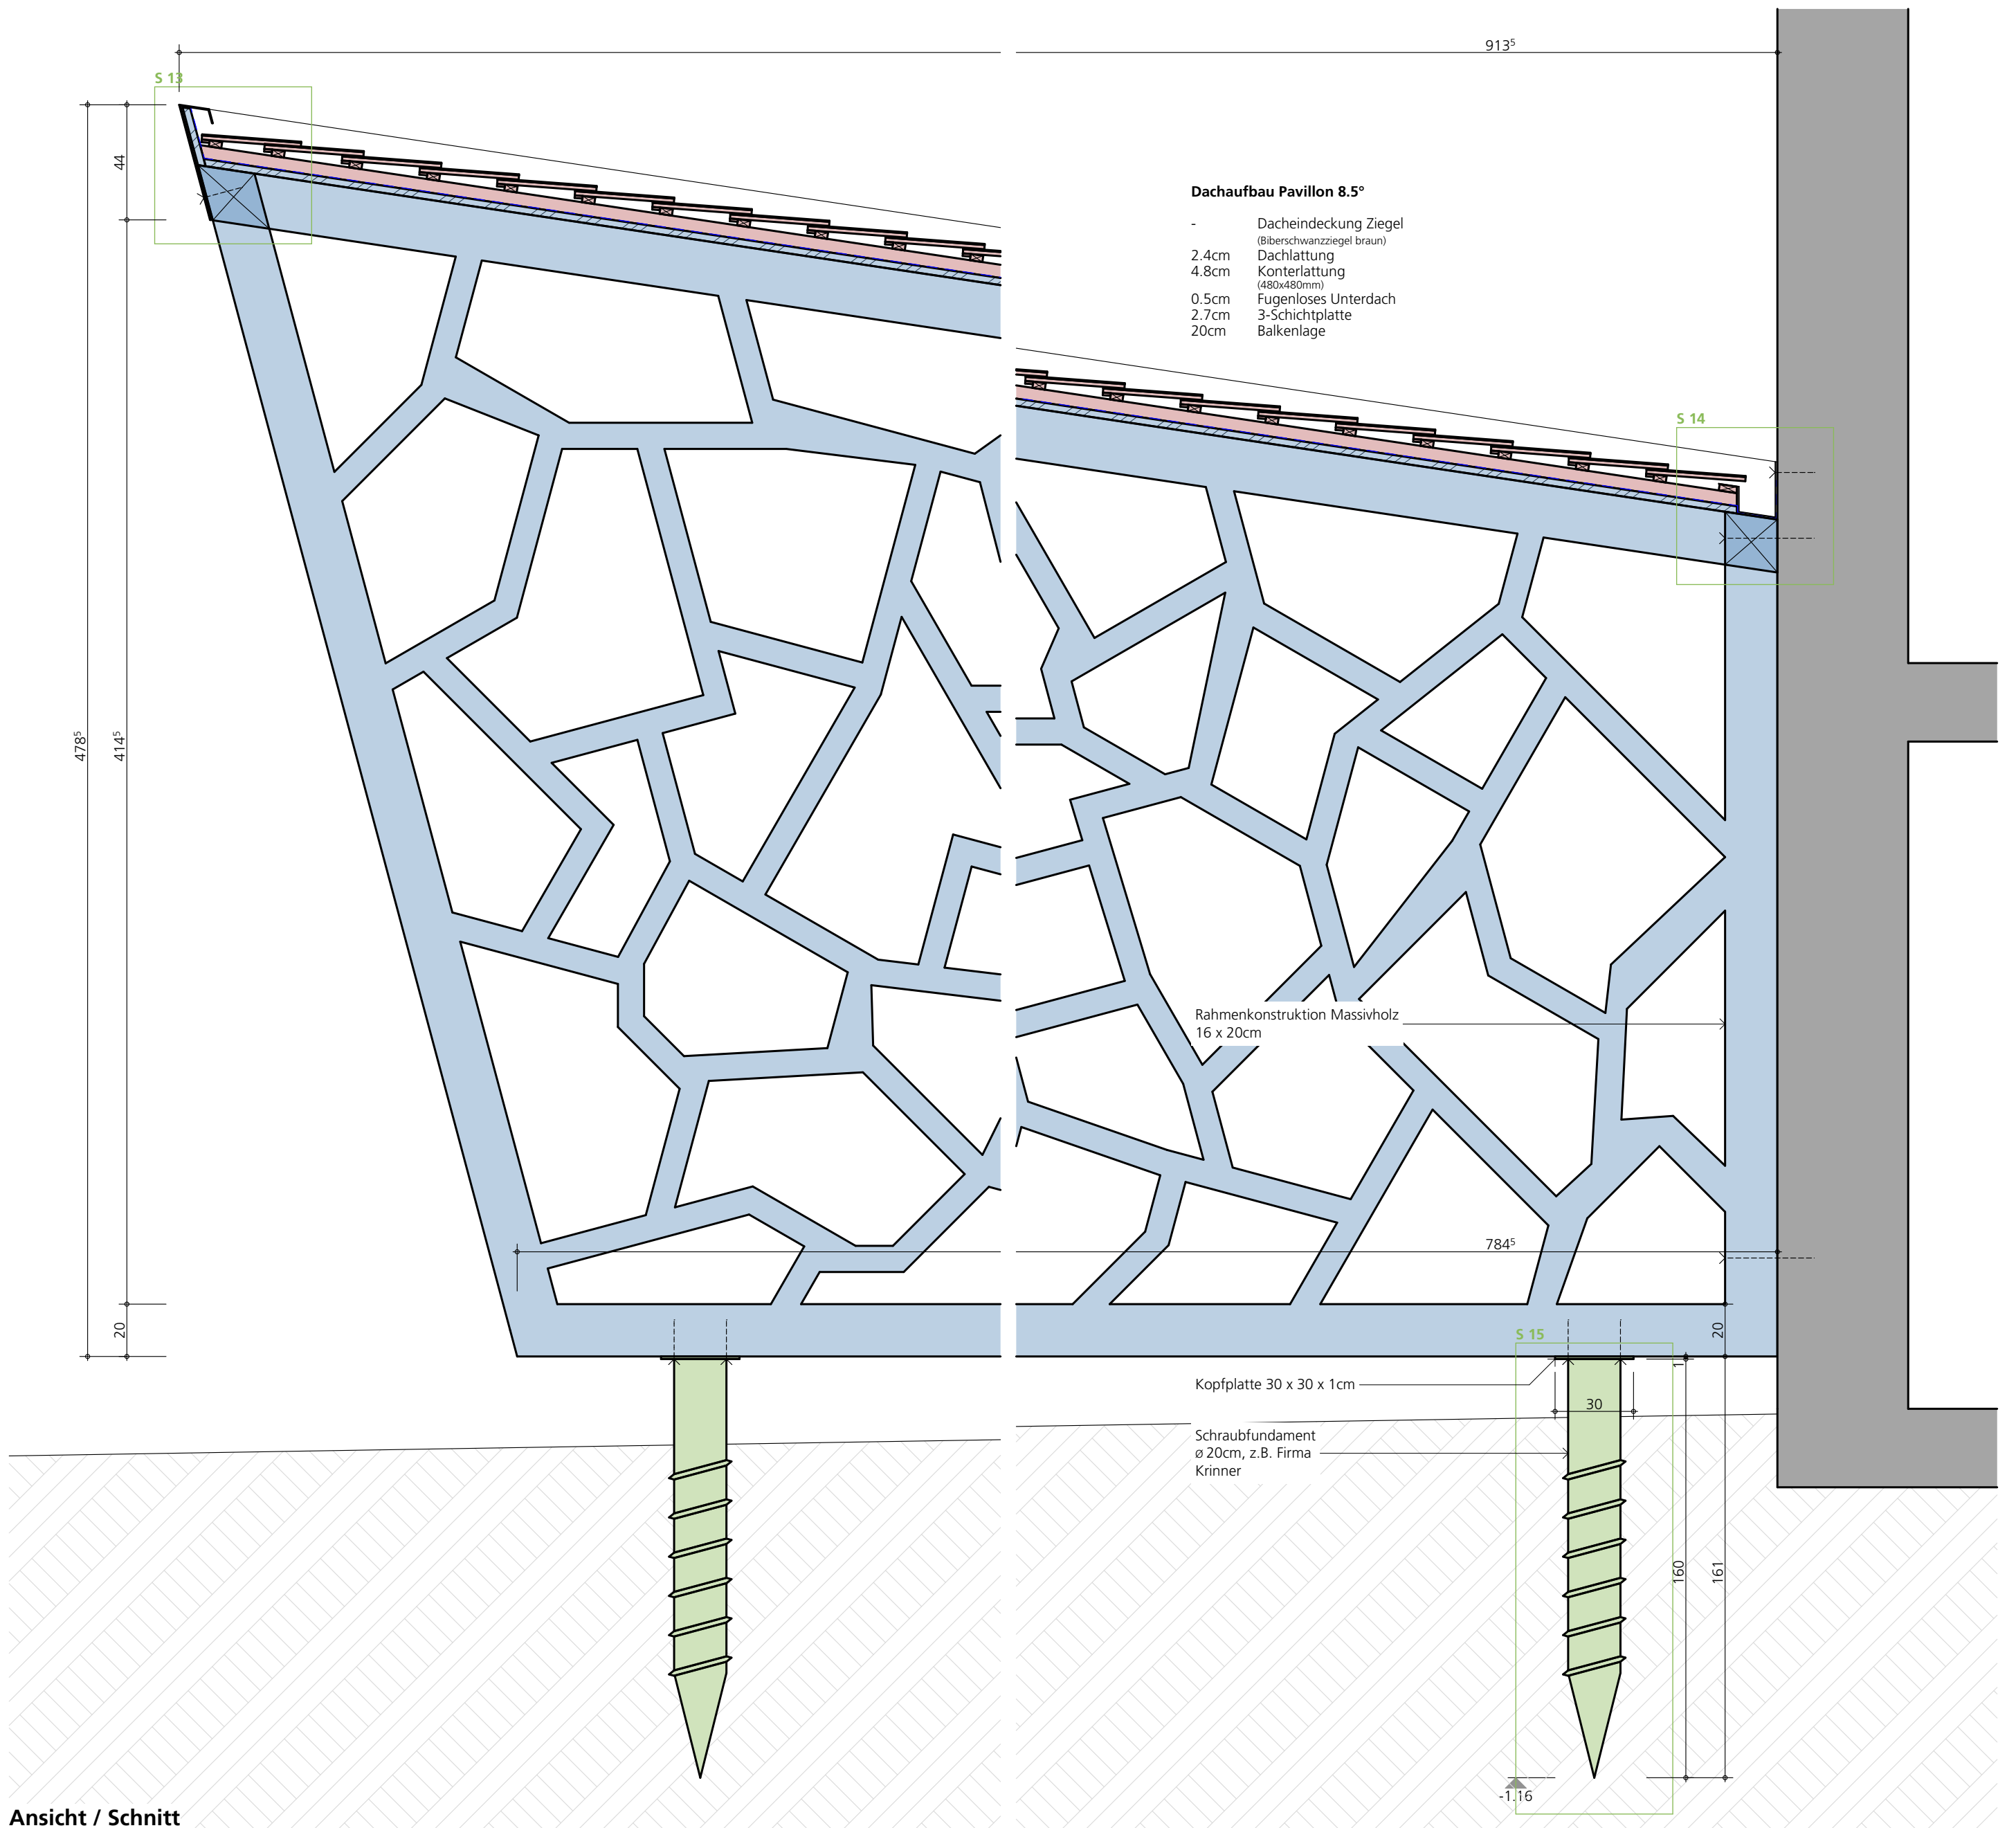 913⁵
S 13
44
Dachaufbau Pavillon 8.5°
- Dacheindeckung Ziegel
(Biberschwanzziegel braun)
2.4cm Dachlattung
4.8cm Konterlattung
(480x480mm)
0.5cm Fugenloses Unterdach
2.7cm 3-Schichtplatte
20cm Balkenlage
S 14
478⁵
414⁵
Rahmenkonstruktion Massivholz
16 x 20cm
784⁵
20
20
S 15
1
Kopfplatte 30 x 30 x 1cm
30
Schraubfundament
ø 20cm, z.B. Firma
Krinner
160
161
-1.16
Ansicht / Schnitt